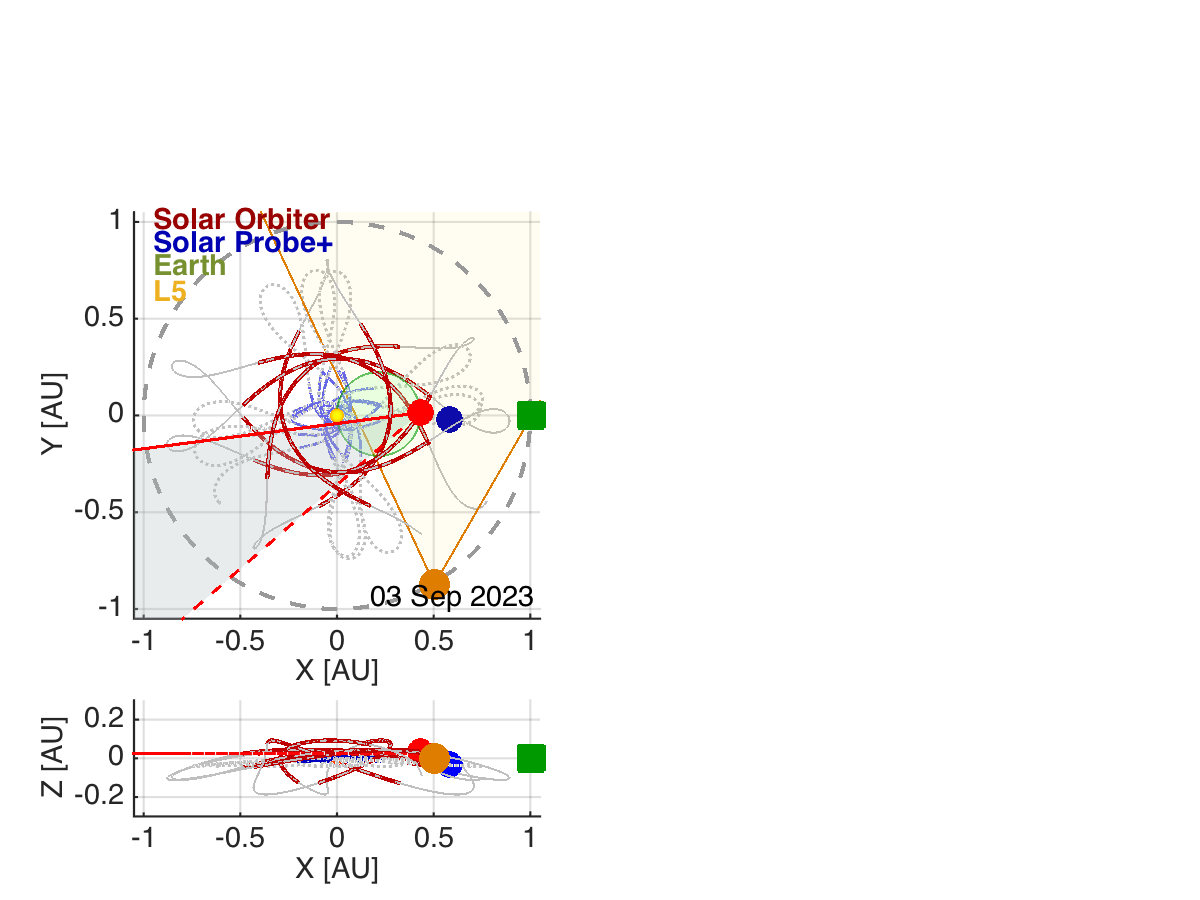 Solar Orbiter
Solar Probe+
Earth
L5
1
0.5
0
-0.5
-1
Y [AU]
03 Sep 2023
-1 -0.5 0 0.5 1
X [AU]
0.2
0
-0.2
Z [AU]
-1 -0.5 0 0.5 1
X [AU]